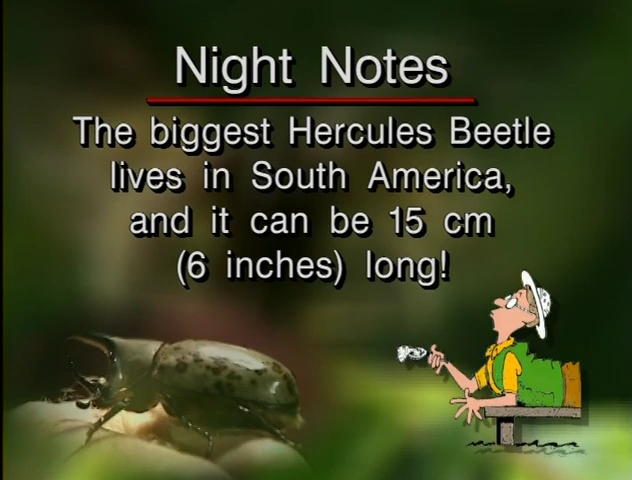 Night Notes
The biggest Hercules Beetle
lives in South America,
and it can be 15 cm
(6 inches) long!